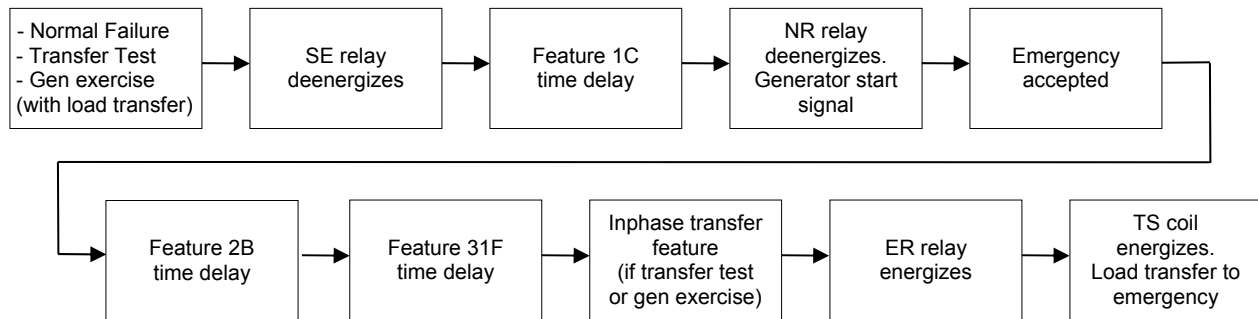 - Normal Failure
- Transfer Test
- Gen exercise
(with load transfer)
SE relay
deenergizes
Feature 1C
time delay
NR relay
deenergizes.
Generator start
signal
Emergency
accepted
Feature 2B
time delay
Feature 31F
time delay
Inphase transfer
feature
(if transfer test
or gen exercise)
ER relay
energizes
TS coil
energizes.
Load transfer to
emergency